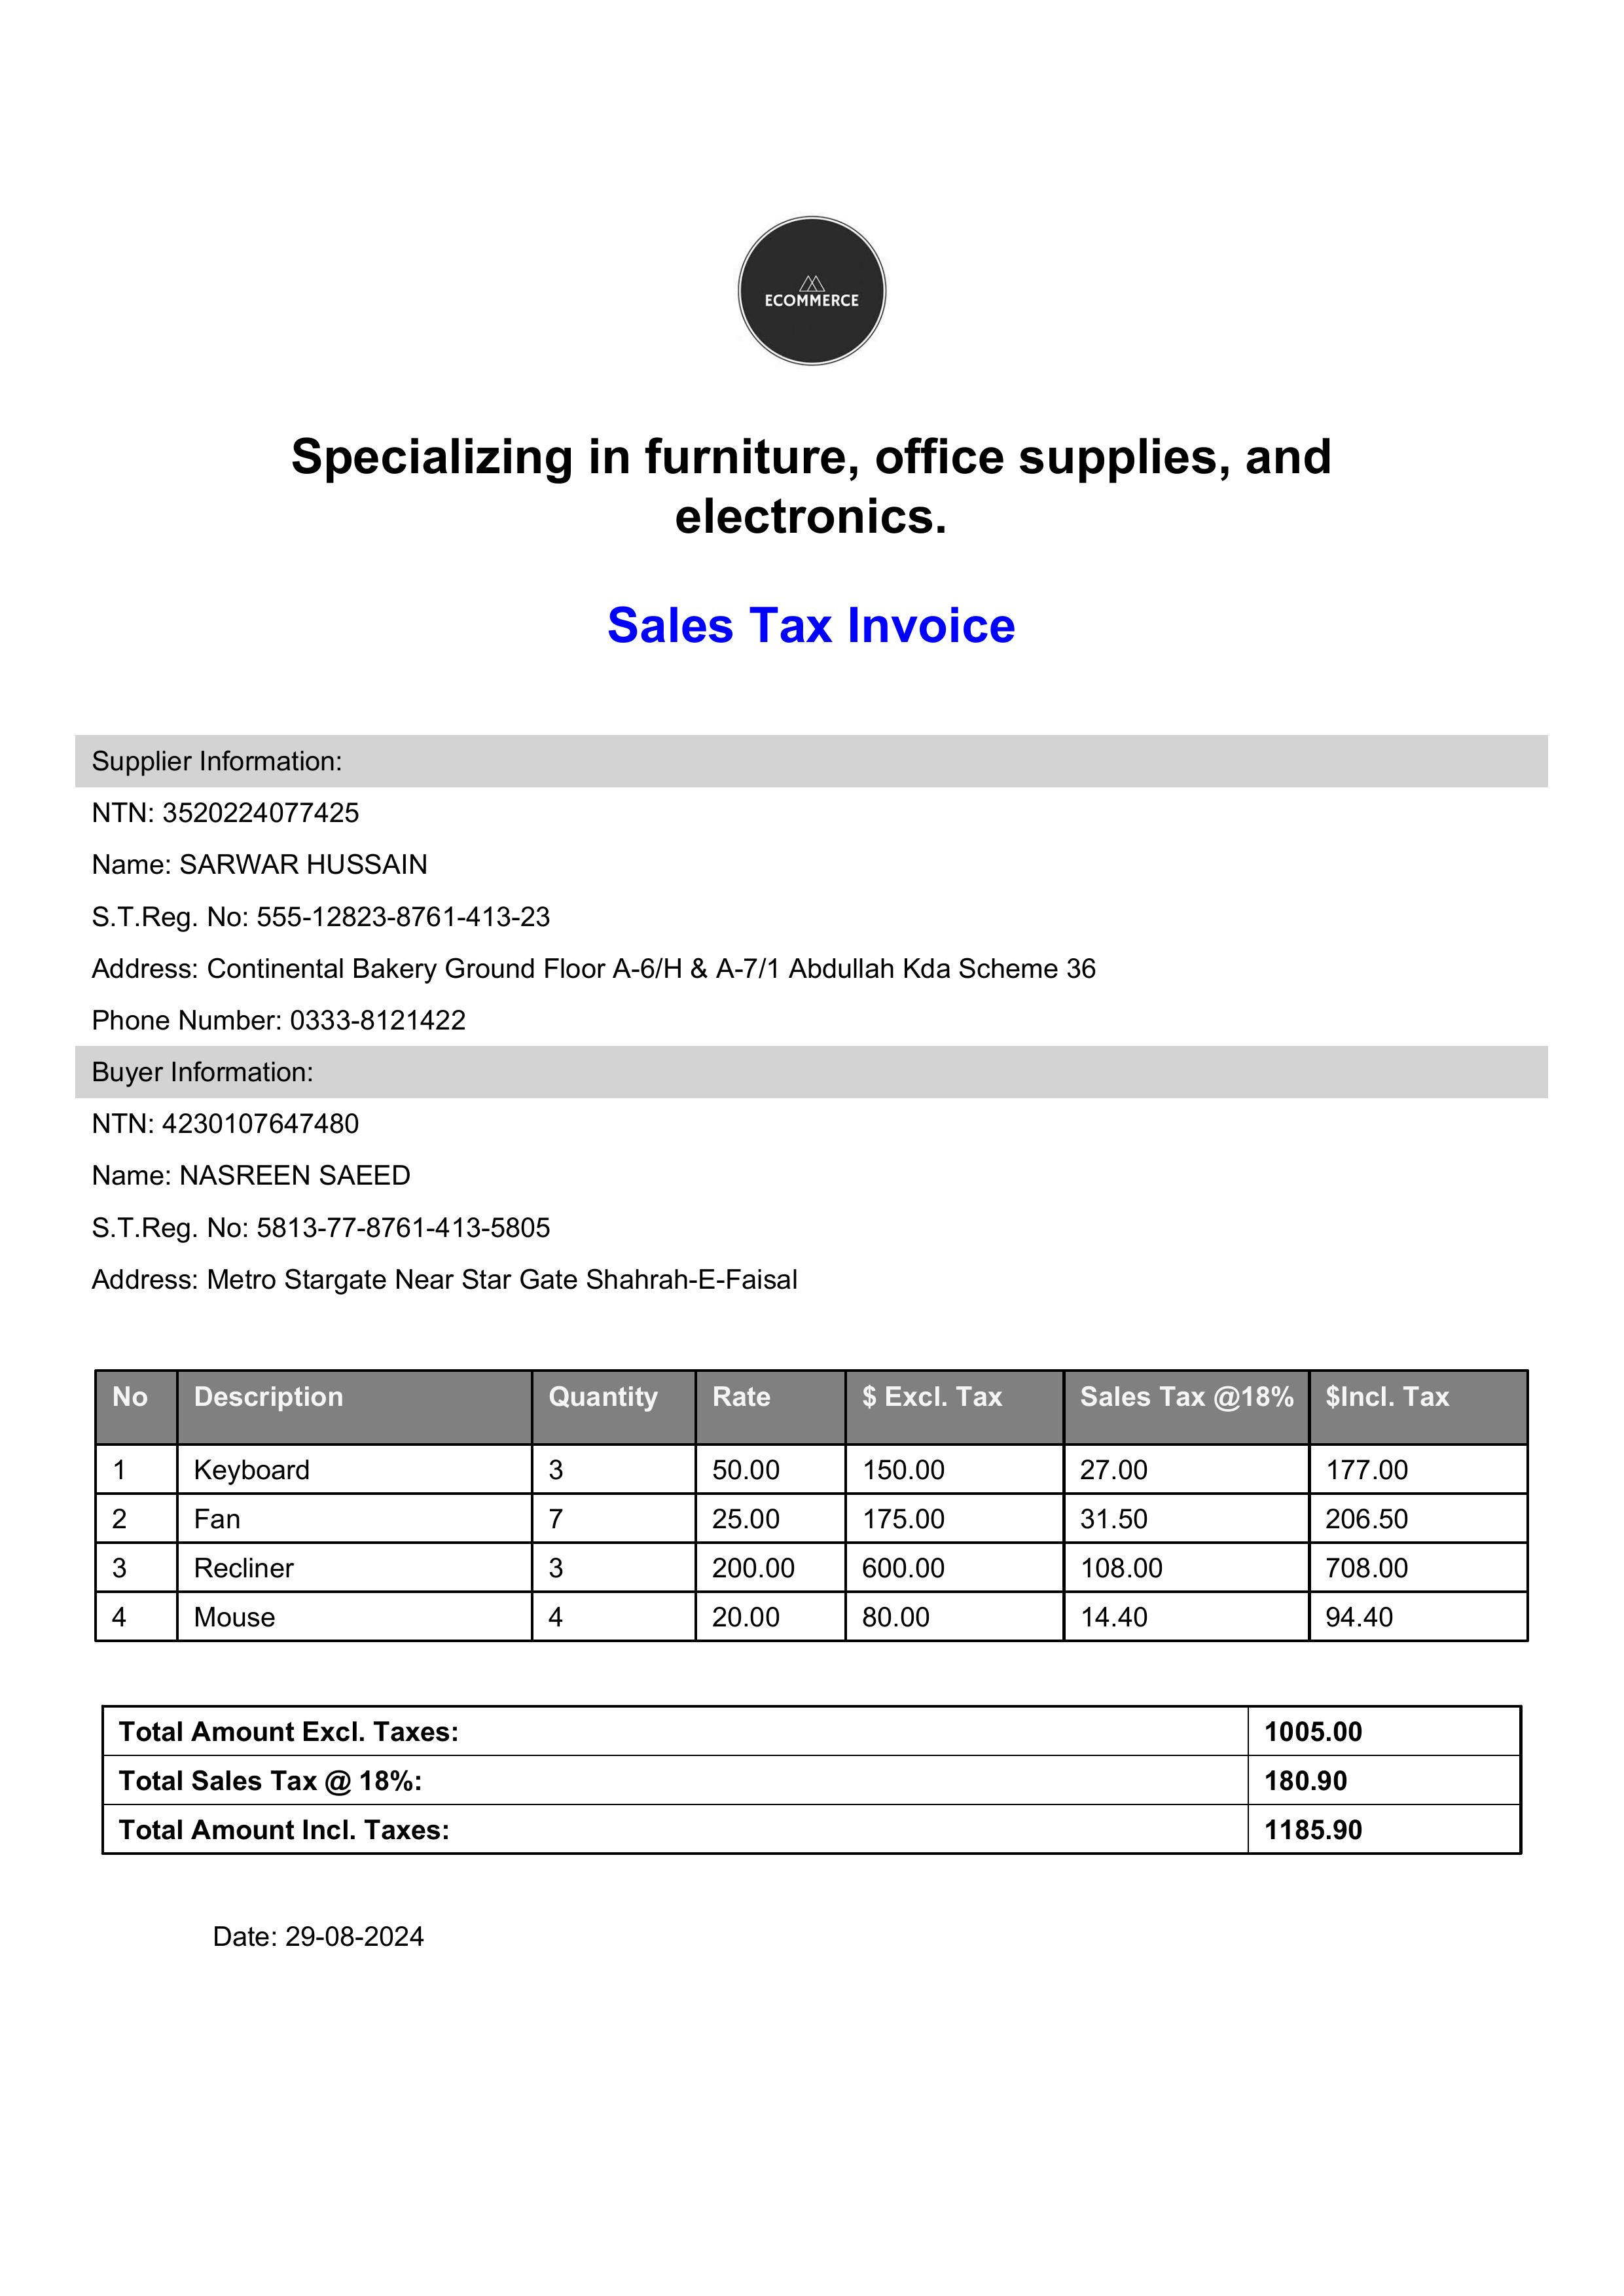 ECOMMERCE
Specializing in furniture, office supplies, and
electronics.
Sales Tax Invoice
Supplier Information:
NTN: 3520224077425
Name: SARWAR HUSSAIN
S.T.Reg. No: 555-12823-8761-413-23
Address: Continental Bakery Ground Floor A-6/H & A-7/1 Abdullah Kda Scheme 36
Phone Number: 0333-8121422
Buyer Information:
NTN: 4230107647480
Name: NASREEN SAEED
S.T.Reg. No: 5813-77-8761-413-5805
Address: Metro Stargate Near Star Gate Shahrah-E-Faisal
No Description Quantity Rate $ Excl. Tax Sales Tax @18% $Incl. Tax
1 Keyboard 3 50.00 150.00 27.00 177.00
2 Fan 7 25.00 175.00 31.50 206.50
3 Recliner 3 200.00 600.00 108.00 708.00
4 Mouse 4 20.00 80.00 14.40 94.40
Total Amount Excl. Taxes: 1005.00
Total Sales Tax @ 18%: 180.90
Total Amount Incl. Taxes: 1185.90
Date: 29-08-2024